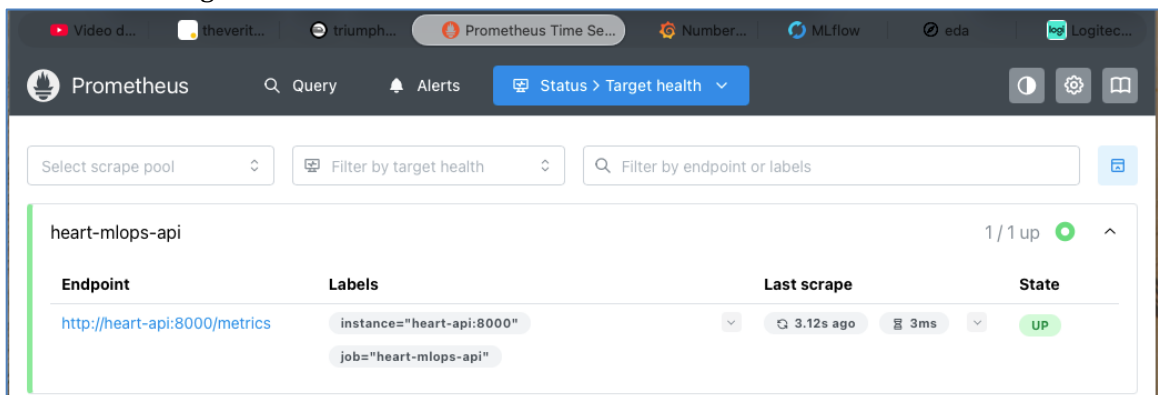 Video d... theverit... triumph... Prometheus Time Se... Number... MLflow eda logi Logitec...
Prometheus Query Alerts Status > Target health
Select scrape pool Filter by target health Filter by endpoint or labels
heart-mlops-api 1 / 1 up
Endpoint Labels Last scrape State
http://heart-api:8000/metrics instance="heart-api:8000" 3.12s ago 3ms UP
job="heart-mlops-api"